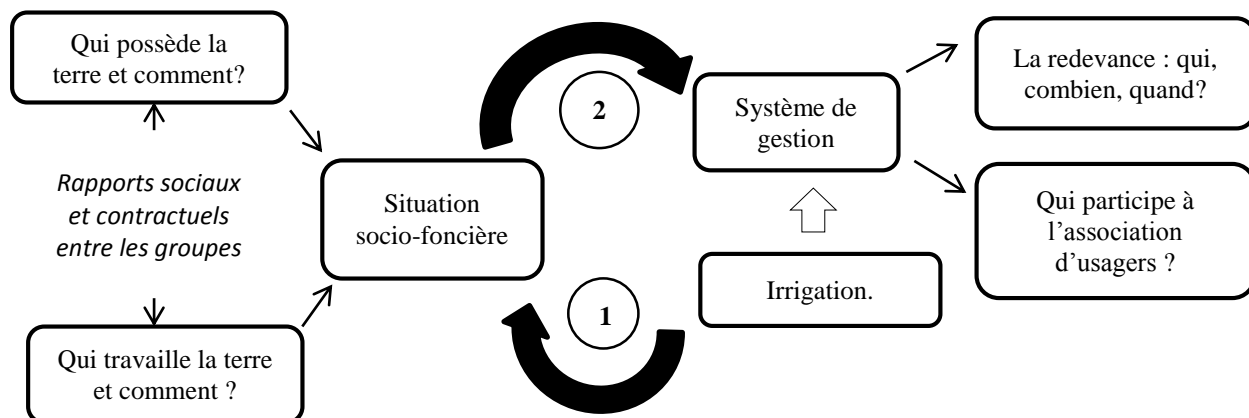 Qui possède la
terre et comment?
Rapports sociaux
et contractuels
entre les groupes
Qui travaille la terre
et comment ?
Situation
socio-foncière
2
1
Système de
gestion
Irrigation.
La redevance : qui,
combien, quand?
Qui participe à
l’association
d’usagers ?